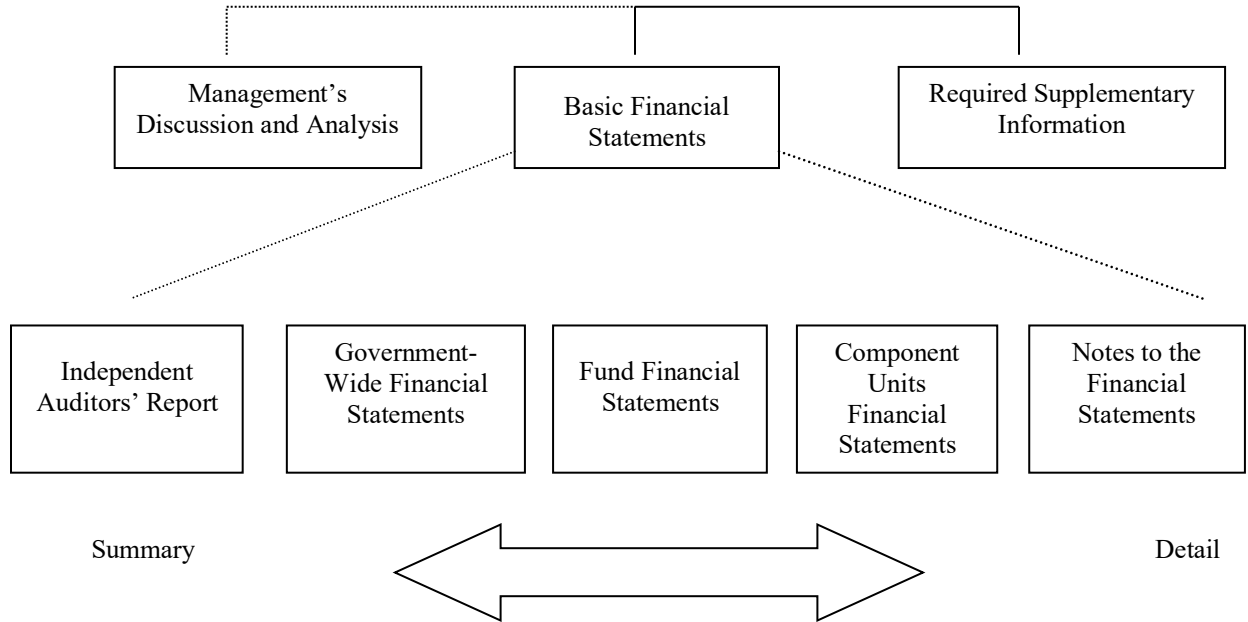 Management’s
Discussion and Analysis
Basic Financial
Statements
Required Supplementary
Information
Independent
Auditors’ Report
Government-
Wide Financial
Statements
Fund Financial
Statements
Component
Units
Financial
Statements
Notes to the
Financial
Statements
Summary
Detail